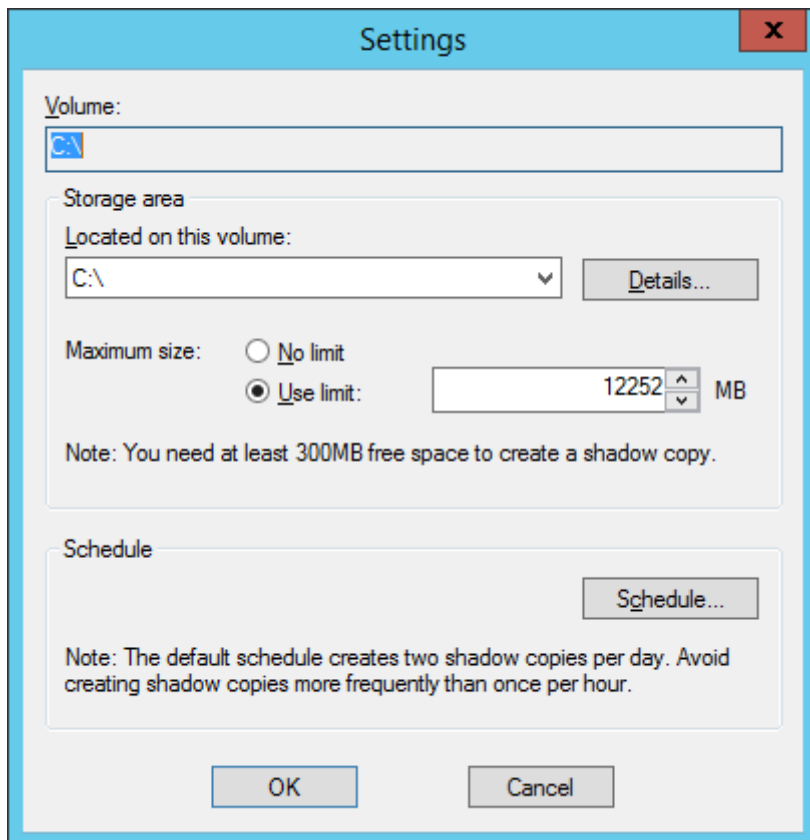 Settings
x
Volume:
C:\
Storage area
Located on this volume:
C:\
Details...
Maximum size:
No limit
Use limit:
12252
MB
Note: You need at least 300MB free space to create a shadow copy.
Schedule
Schedule...
Note: The default schedule creates two shadow copies per day. Avoid
creating shadow copies more frequently than once per hour.
OK
Cancel